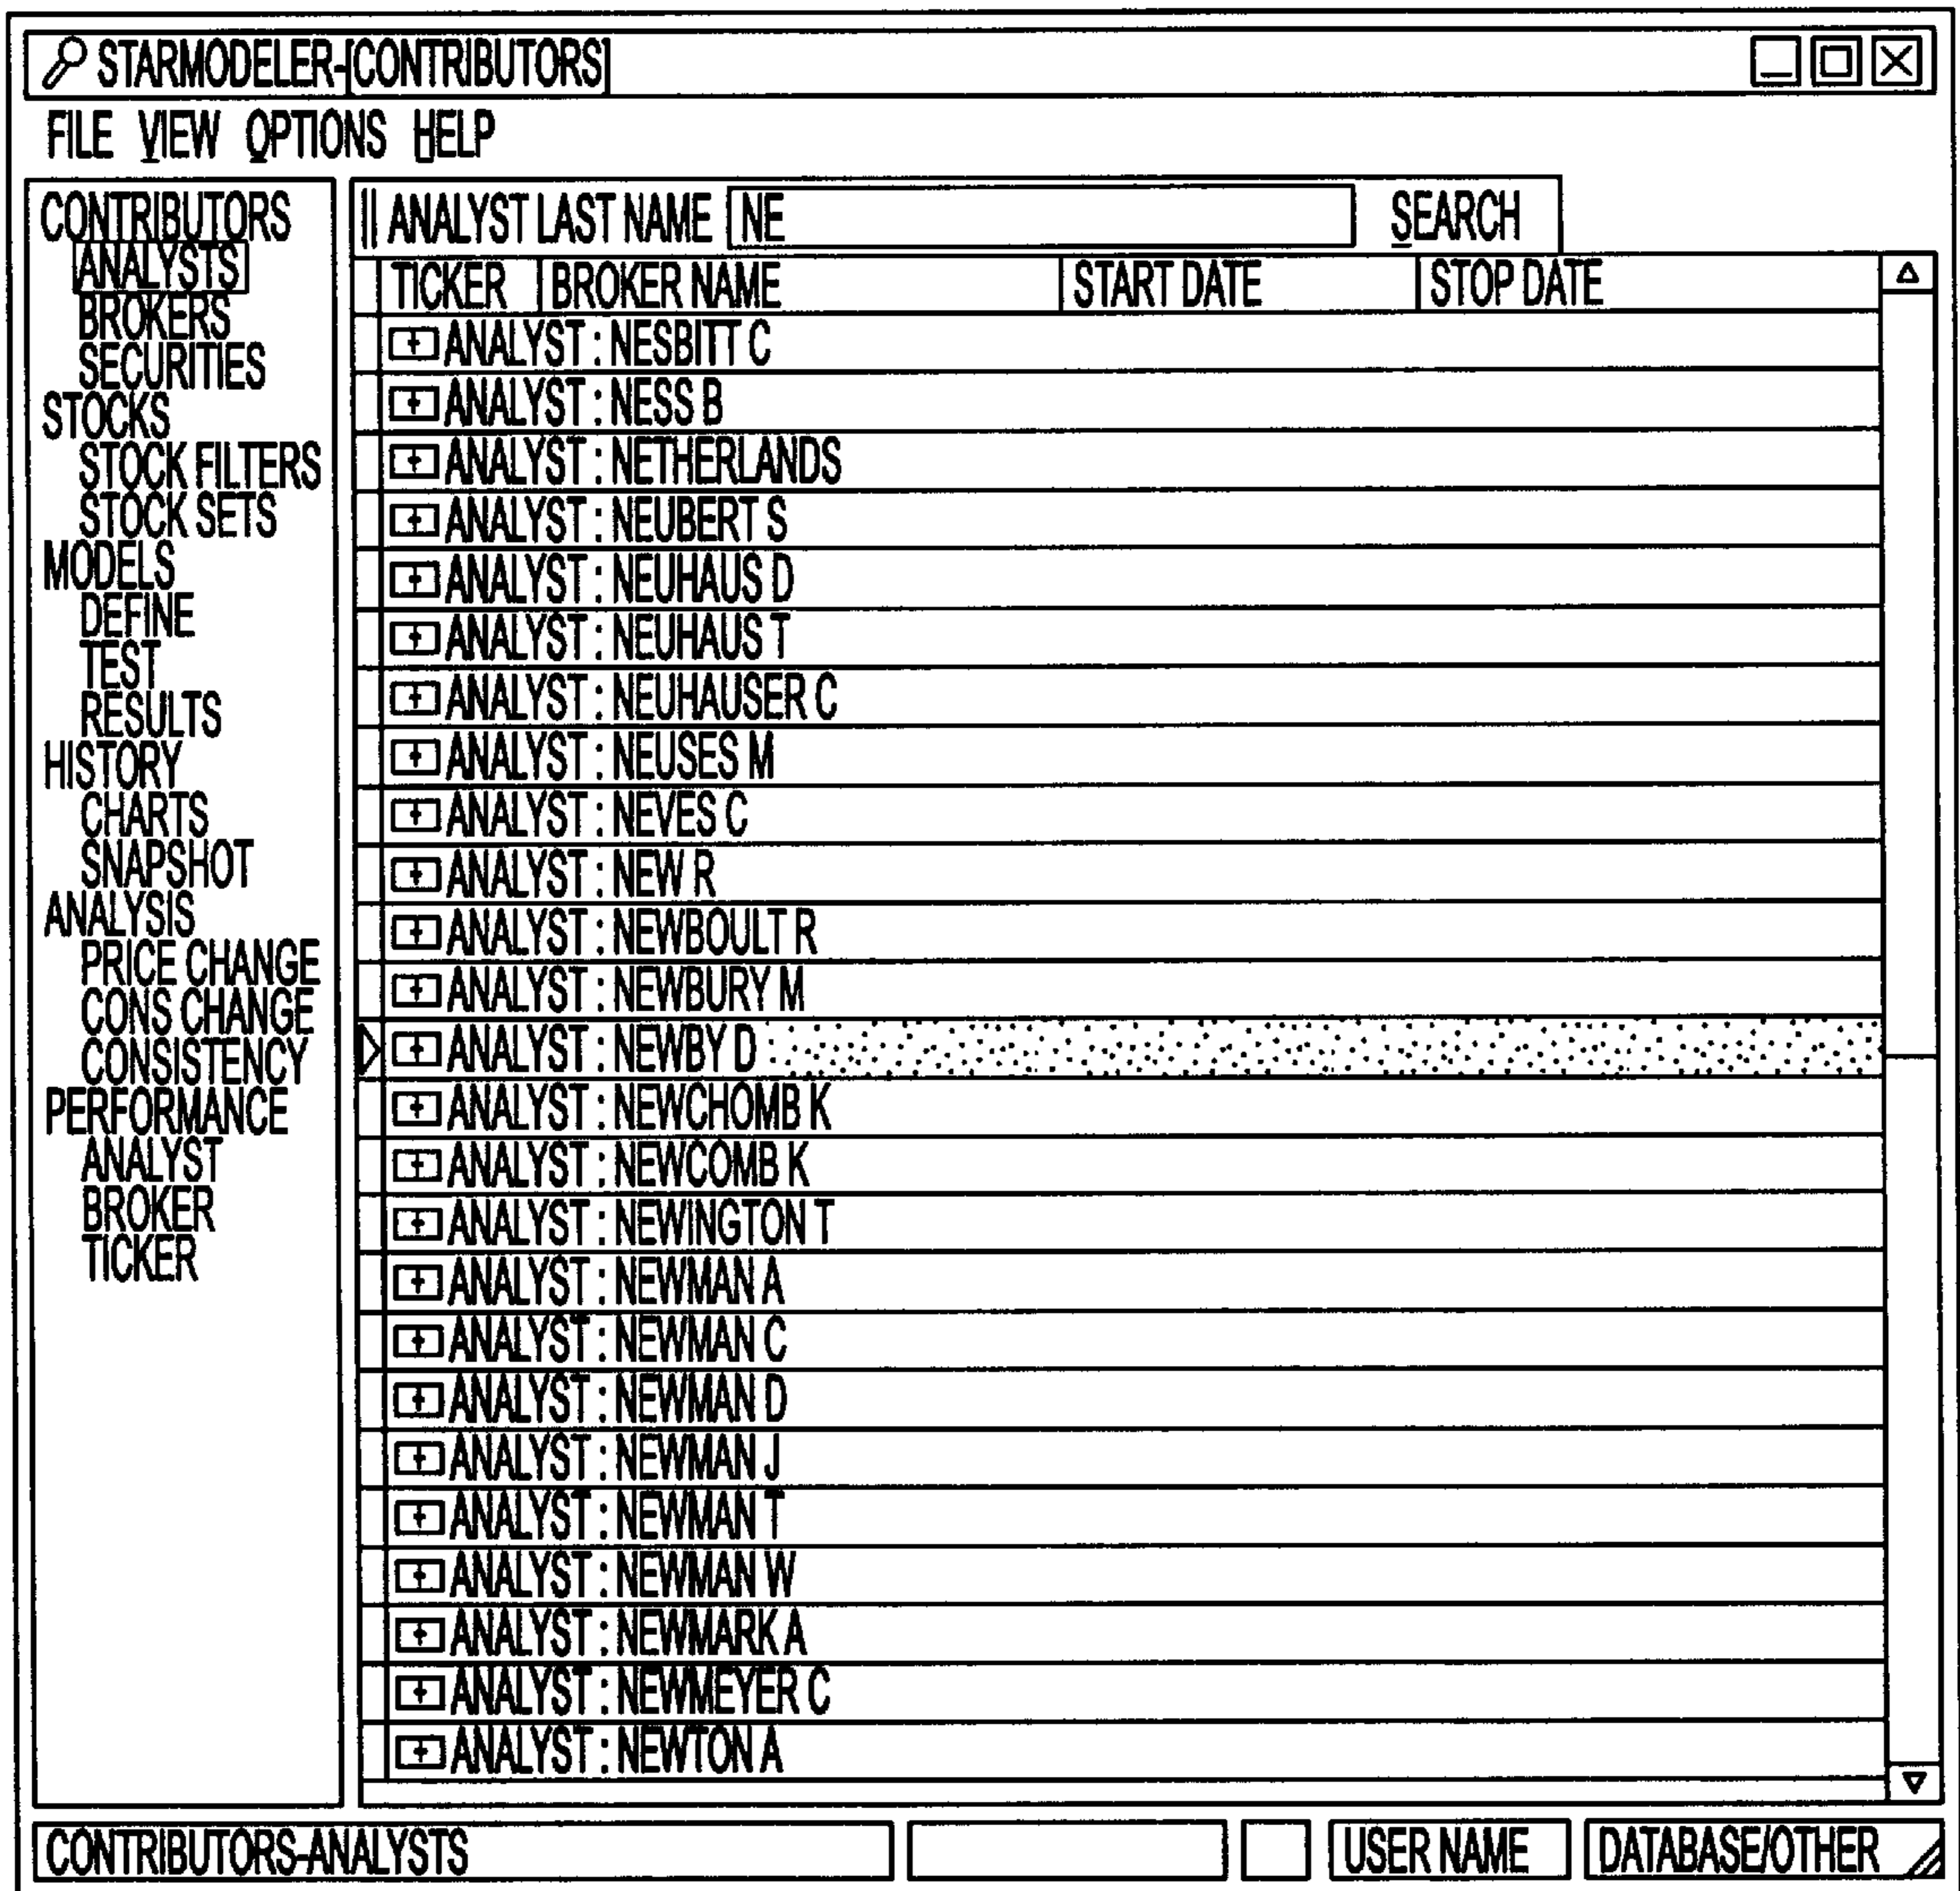 STARMODELER-[CONTRIBUTORS]
FILE VIEW OPTIONS HELP
CONTRIBUTORS
ANALYSTS
BROKERS
SECURITIES
STOCKS
STOCK FILTERS
STOCK SETS
MODELS
DEFINE
TEST
RESULTS
HISTORY
CHARTS
SNAPSHOT
ANALYSIS
PRICE CHANGE
CONS CHANGE
CONSISTENCY
PERFORMANCE
ANALYST
BROKER
TICKER
ANALYST LAST NAME NE SEARCH
TICKER BROKER NAME START DATE STOP DATE
ANALYST : NESBITT C
ANALYST : NESS B
ANALYST : NETHERLANDS
ANALYST : NEUBERT S
ANALYST : NEUHAUS D
ANALYST : NEUHAUS T
ANALYST : NEUHAUSER C
ANALYST : NEUSES M
ANALYST : NEVES C
ANALYST : NEW R
ANALYST : NEWBOULT R
ANALYST : NEWBURY M
ANALYST : NEWBY D
ANALYST : NEWCHOMB K
ANALYST : NEWCOMB K
ANALYST : NEWINGTON T
ANALYST : NEWMAN A
ANALYST : NEWMAN C
ANALYST : NEWMAN D
ANALYST : NEWMAN J
ANALYST : NEWMAN T
ANALYST : NEWMAN W
ANALYST : NEWMARK A
ANALYST : NEWMEYER C
ANALYST : NEWTON A
CONTRIBUTORS-ANALYSTS USER NAME DATABASE/OTHER